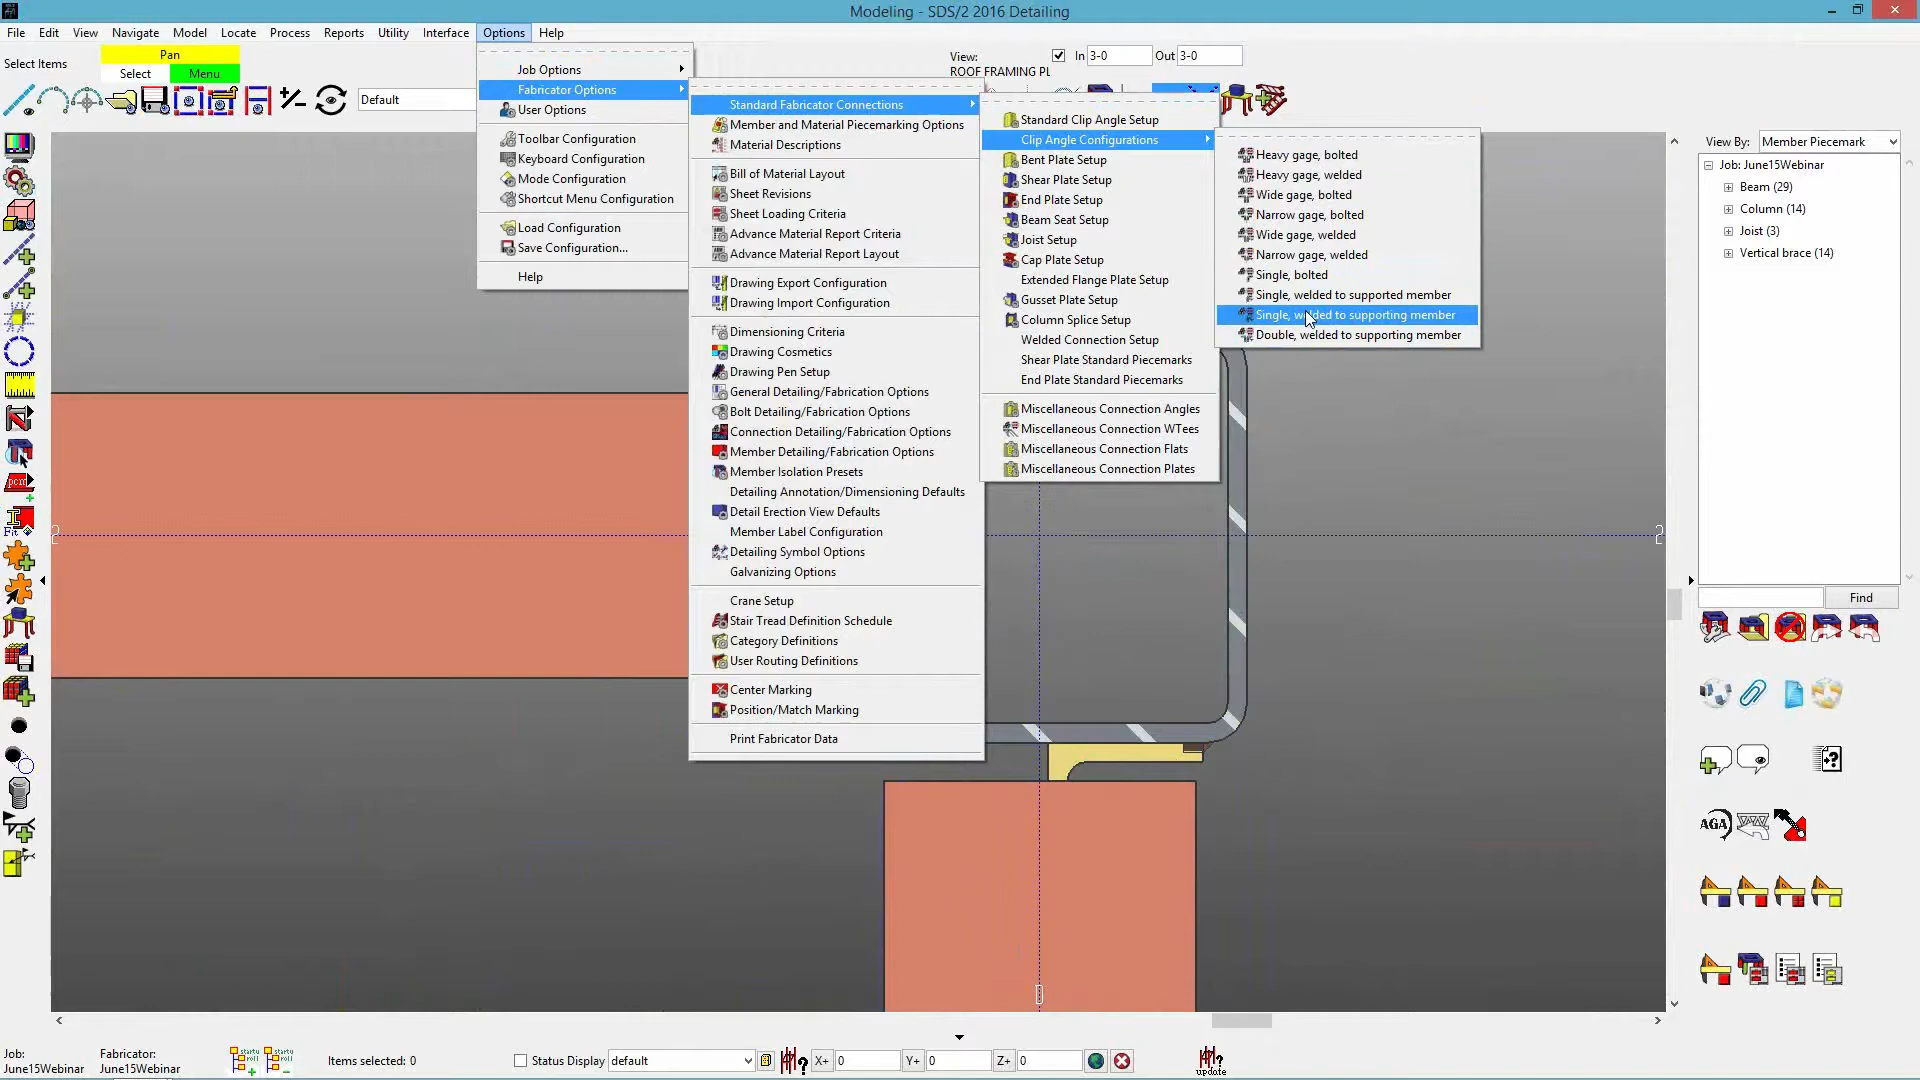 Modeling - SDS/2 2016 Detailing
File Edit View Navigate Model Locate Process Reports Utility Interface Options Help
Select Items
Pan
Select Menu
Default
View:
ROOF FRAMING PL
In 3-0 Out 3-0
Job Options
Fabricator Options
User Options
Toolbar Configuration
Keyboard Configuration
Mode Configuration
Shortcut Menu Configuration
Load Configuration
Save Configuration...
Help
Standard Fabricator Connections
Member and Material Piecemarking Options
Material Descriptions
Bill of Material Layout
Sheet Revisions
Sheet Loading Criteria
Advance Material Report Criteria
Advance Material Report Layout
Drawing Export Configuration
Drawing Import Configuration
Dimensioning Criteria
Drawing Cosmetics
Drawing Pen Setup
General Detailing/Fabrication Options
Bolt Detailing/Fabrication Options
Connection Detailing/Fabrication Options
Member Detailing/Fabrication Options
Member Isolation Presets
Detailing Annotation/Dimensioning Defaults
Detail Erection View Defaults
Member Label Configuration
Detailing Symbol Options
Galvanizing Options
Crane Setup
Stair Tread Definition Schedule
Category Definitions
User Routing Definitions
Center Marking
Position/Match Marking
Print Fabricator Data
Standard Clip Angle Setup
Clip Angle Configurations
Bent Plate Setup
Shear Plate Setup
End Plate Setup
Beam Seat Setup
Joist Setup
Cap Plate Setup
Extended Flange Plate Setup
Gusset Plate Setup
Column Splice Setup
Welded Connection Setup
Shear Plate Standard Piecemarks
End Plate Standard Piecemarks
Miscellaneous Connection Angles
Miscellaneous Connection WTees
Miscellaneous Connection Flats
Miscellaneous Connection Plates
Heavy gage, bolted
Heavy gage, welded
Wide gage, bolted
Narrow gage, bolted
Wide gage, welded
Narrow gage, welded
Single, bolted
Single, welded to supported member
Single, welded to supporting member
Double, welded to supporting member
View By: Member Piecemark
Job: June15Webinar
Beam (29)
Column (14)
Joist (3)
Vertical brace (14)
Find
pcm
Fit
AGA
2
2
Job:
June15Webinar
Fabricator:
June15Webinar
Items selected: 0
Status Display default
X+ 0 Y+ 0 Z+ 0
update